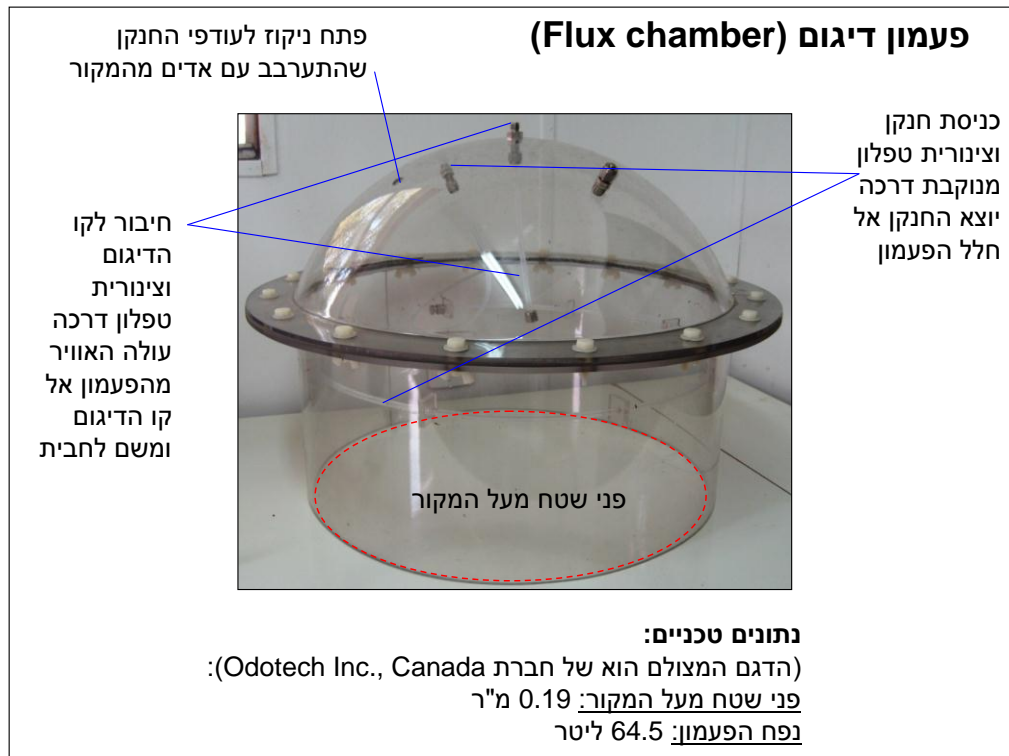 פעמון דיגום (Flux chamber)
פתח ניקוז לעודפי החנקן
שהתערבב עם אדים מהמקור
כניסת חנקן
וצינורית טפלון
מנוקבת דרכה
יוצא החנקן אל
חלל הפעמון
חיבור לקו
הדיגום
וצינורית
טפלון דרכה
עולה האוויר
מהפעמון אל
קו הדיגום
ומשם לחבית
פני שטח מעל המקור
נתונים טכניים:
(הדגם המצולם הוא של חברת Odotech Inc., Canada):
פני שטח מעל המקור: 0.19 מ"ר
נפח הפעמון: 64.5 ליטר